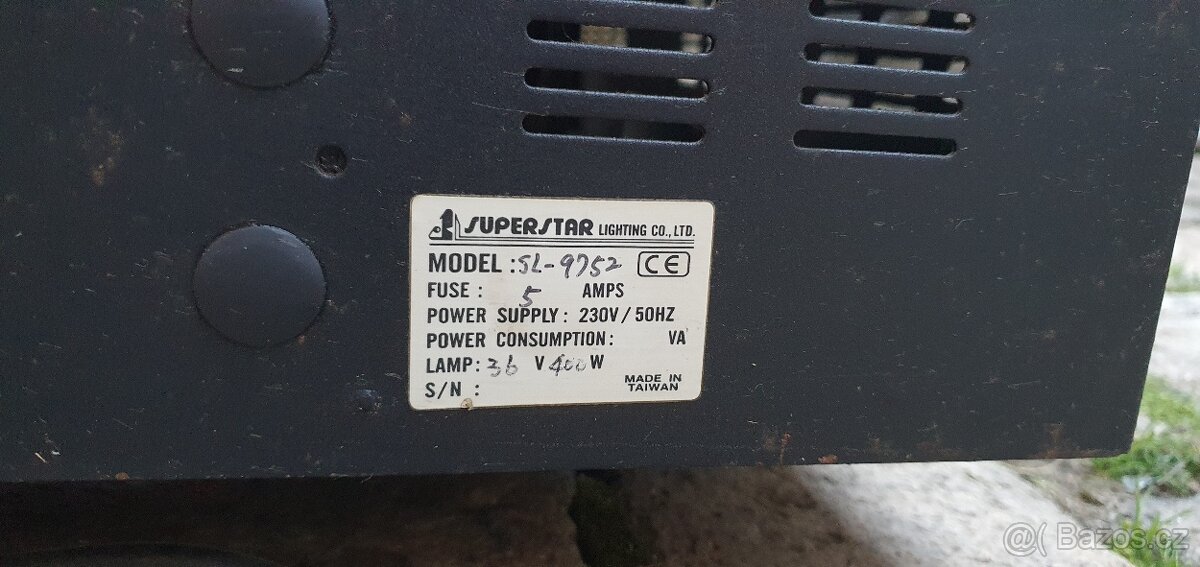 SUPERSTAR LIGHTING CO., LTD.
MODEL : SL-9752 CE
FUSE : 5 AMPS
POWER SUPPLY : 230V / 50HZ
POWER CONSUMPTION : VA
LAMP : 36 V 400 W
S/N : MADE IN TAIWAN
@( Bazos.cz